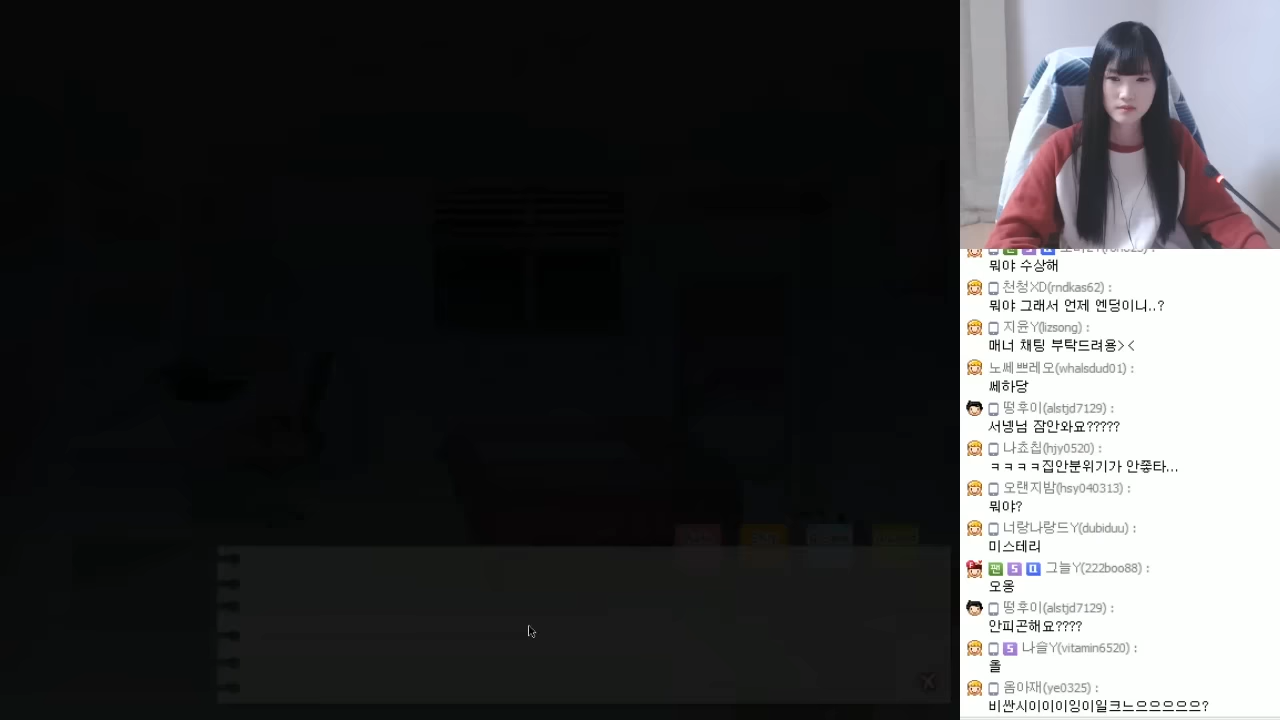 뭐야 수상해
천청XD(rndkas62) :
뭐야 그래서 언제 엔딩이니..?
지윤Y(lizsong) :
매너 채팅 부탁드려용><
노쎄쁘레오(whalsdud01) :
쎄하당
떵후이(alstjd7129) :
서넹님 잠안와요?????
나쵸칩(hjy0520) :
ㅋㅋㅋㅋ집안분위기가 안좋타...
오랜지밤(hsy040313) :
뭐야?
너랑나랑드Y(dubiduu) :
미스테리
팬 S 그늘Y(222boo88) :
오옹
떵후이(alstjd7129) :
안피곤해요????
S 나슬Y(vitamin6520) :
올
옴아재(ye0325) :
비싼시이이이잉이일크느으으으으으?